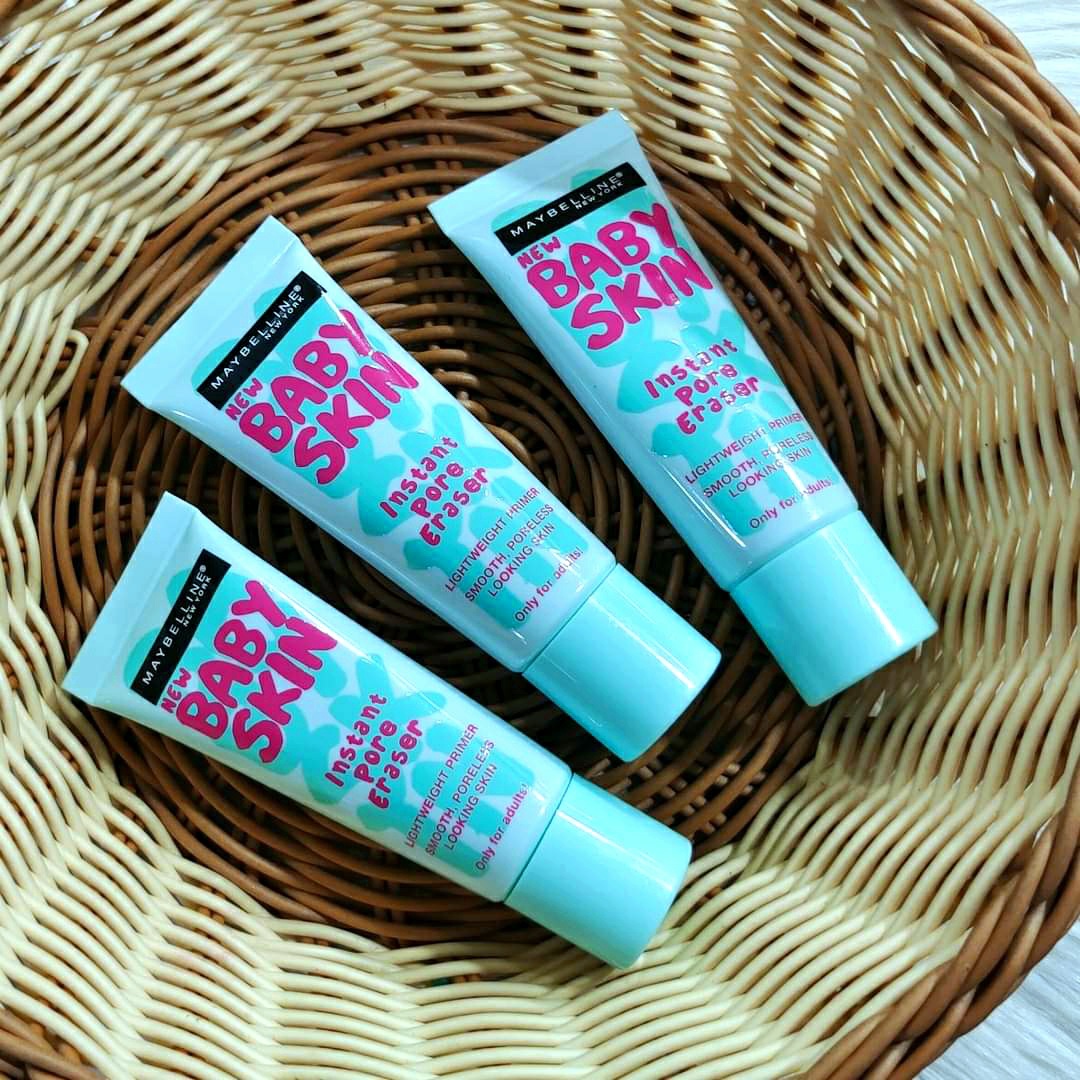 MAYBELLINE®
NEW YORK
NEW
BABY
SKIN
Instant
Pore
Eraser
LIGHTWEIGHT PRIMER
SMOOTH, PORELESS
LOOKING SKIN
Only for adults!
MAYBELLINE®
NEW YORK
NEW
BABY
SKIN
Instant
Pore
Eraser
LIGHTWEIGHT PRIMER
SMOOTH, PORELESS
LOOKING SKIN
Only for adults!
MAYBELLINE®
NEW YORK
NEW
BABY
SKIN
Instant
Pore
Eraser
LIGHTWEIGHT PRIMER
SMOOTH, PORELESS
LOOKING SKIN
Only for adults!